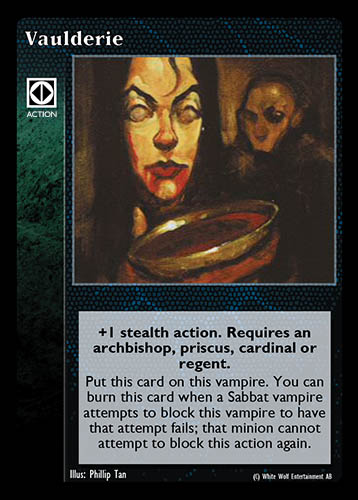 Vaulderie
ACTION
+1 stealth action. Requires an
archbishop, priscus, cardinal or
regent.
Put this card on this vampire. You can
burn this card when a Sabbat vampire
attempts to block this vampire to have
that attempt fails; that minion cannot
attempt to block this action again.
Illus: Phillip Tan
(C) White Wolf Entertainment AB